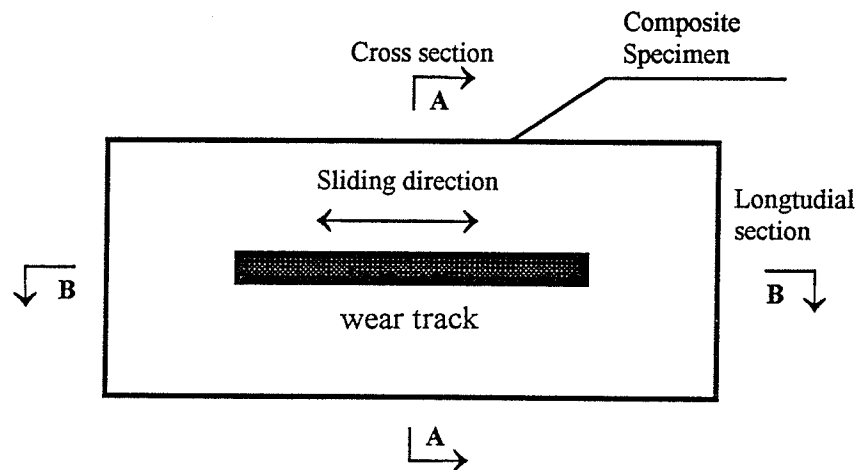 Composite
Specimen
Cross section
A
Sliding direction
Longtudial
section
B
B
wear track
A